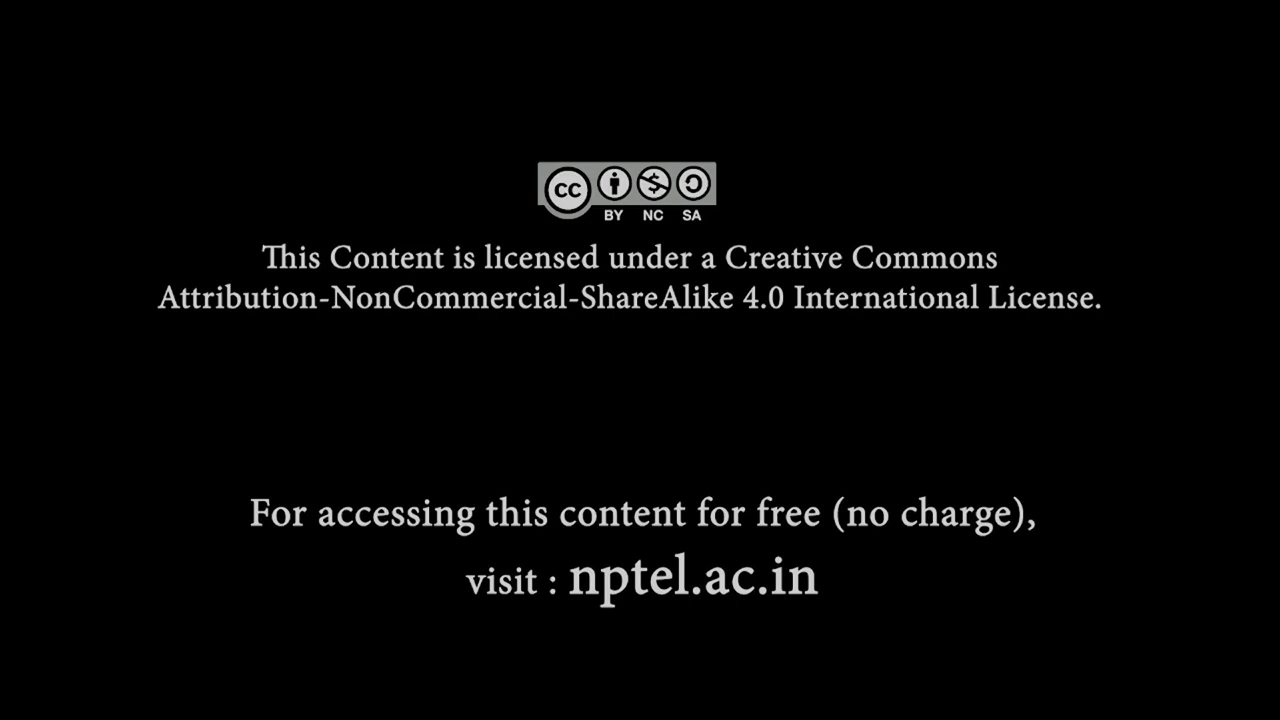 CC
BY NC SA
This Content is licensed under a Creative Commons
Attribution-NonCommercial-ShareAlike 4.0 International License.
For accessing this content for free (no charge),
visit : nptel.ac.in